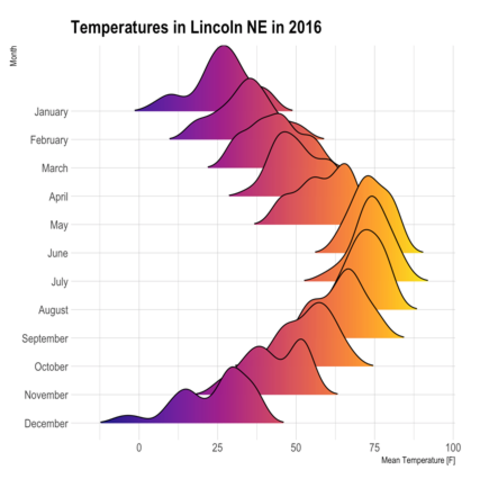 Temperatures in Lincoln NE in 2016
Month
January
February
March
April
May
June
July
August
September
October
November
December
0 25 50 75 100
Mean Temperature [F]